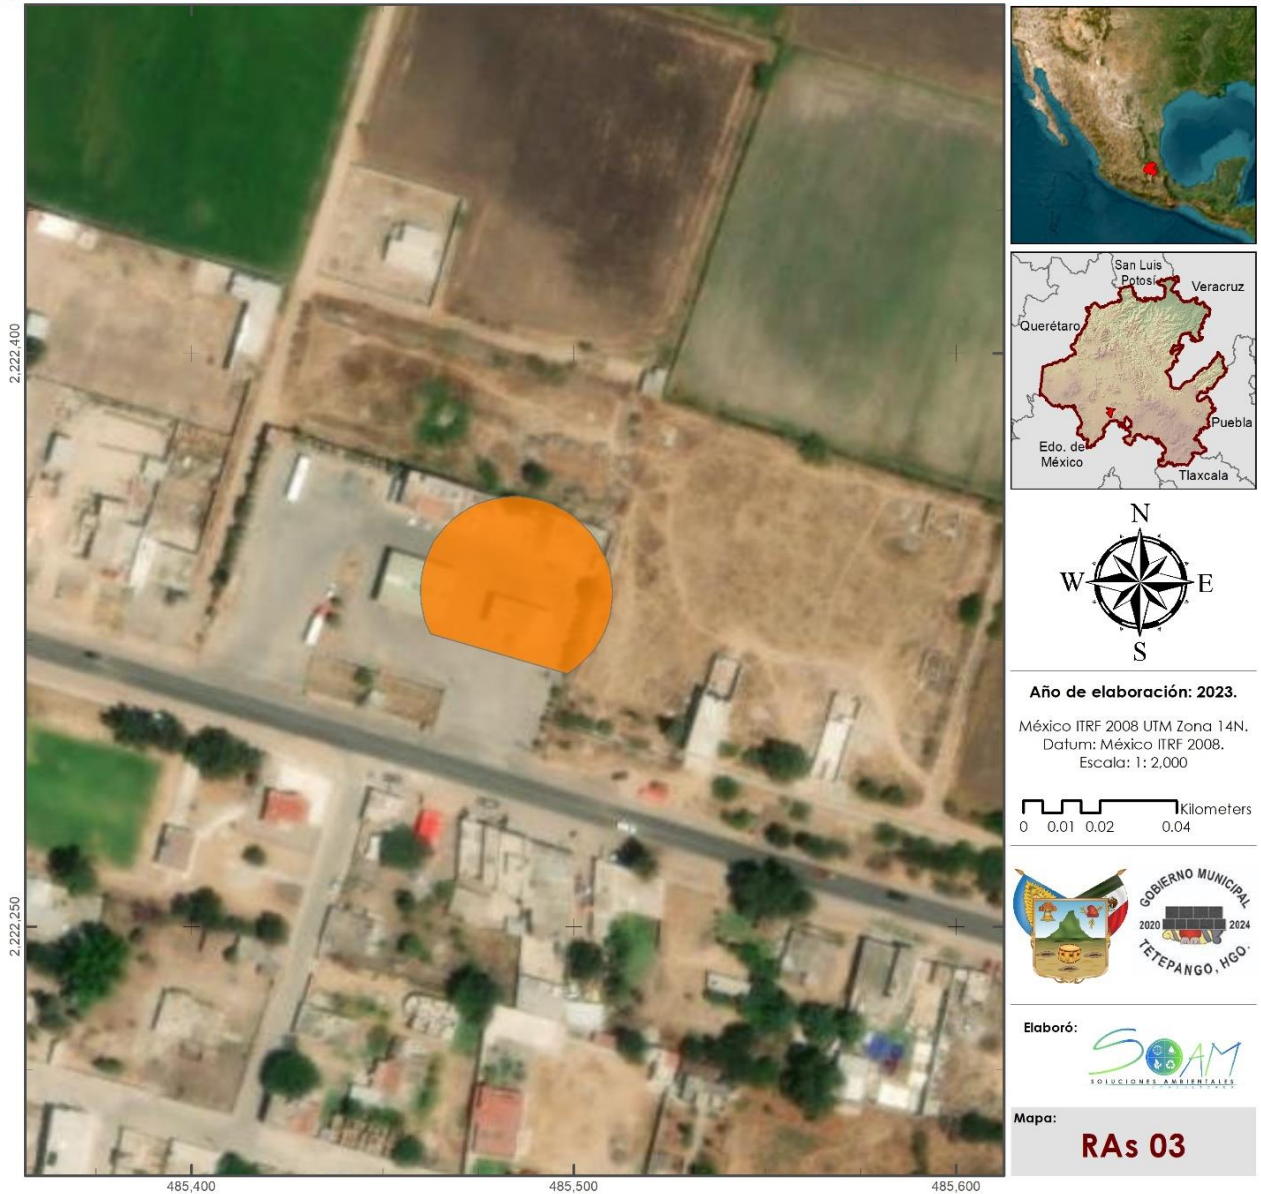 2,222,400
2,222,250
485,400
485,500
485,600
San Luis
Potosí
Veracruz
Querétaro
Puebla
Edo. de
México
Tlaxcala
N
W
E
S
Año de elaboración: 2023.
México ITRF 2008 UTM Zona 14N.
Datum: México ITRF 2008.
Escala: 1: 2,000
Kilometers
0 0.01 0.02 0.04
GOBIERNO MUNICIPAL
2020 2024
TETEPANGO, HGO.
Elaboró:
SOAM
SOLUCIONES AMBIENTALES
Mapa:
RAs 03